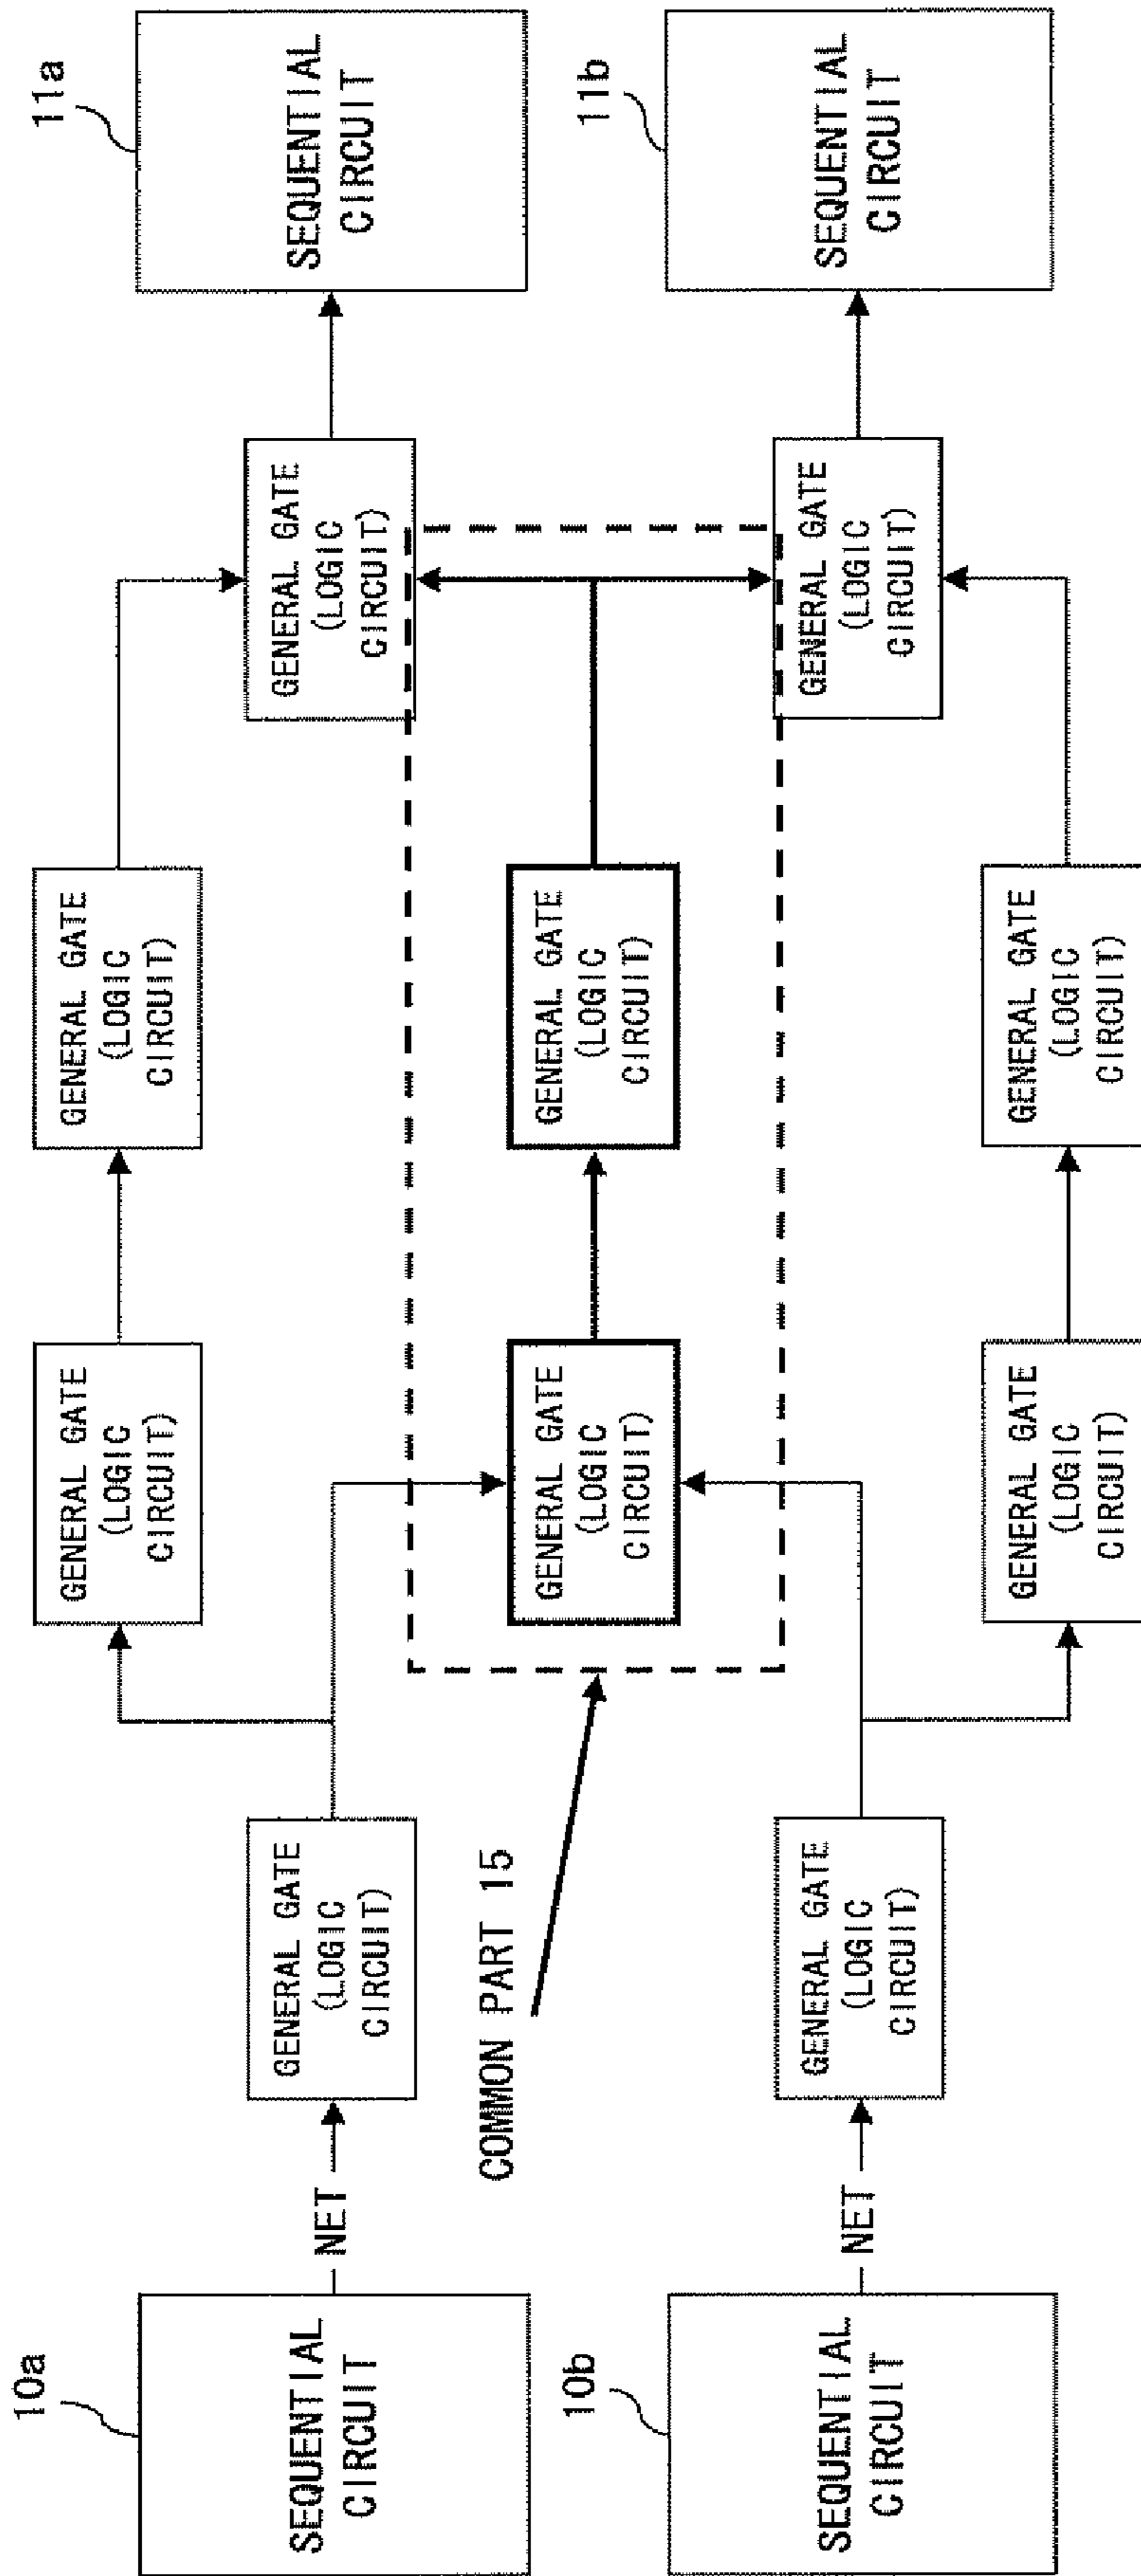 10a
SEQUENTIAL
CIRCUIT
NET
GENERAL GATE
(LOGIC
CIRCUIT)
GENERAL GATE
(LOGIC
CIRCUIT)
GENERAL GATE
(LOGIC
CIRCUIT)
GENERAL GATE
(LOGIC
CIRCUIT)
11a
SEQUENTIAL
CIRCUIT
COMMON PART 15
GENERAL GATE
(LOGIC
CIRCUIT)
GENERAL GATE
(LOGIC
CIRCUIT)
10b
SEQUENTIAL
CIRCUIT
NET
GENERAL GATE
(LOGIC
CIRCUIT)
GENERAL GATE
(LOGIC
CIRCUIT)
GENERAL GATE
(LOGIC
CIRCUIT)
GENERAL GATE
(LOGIC
CIRCUIT)
11b
SEQUENTIAL
CIRCUIT